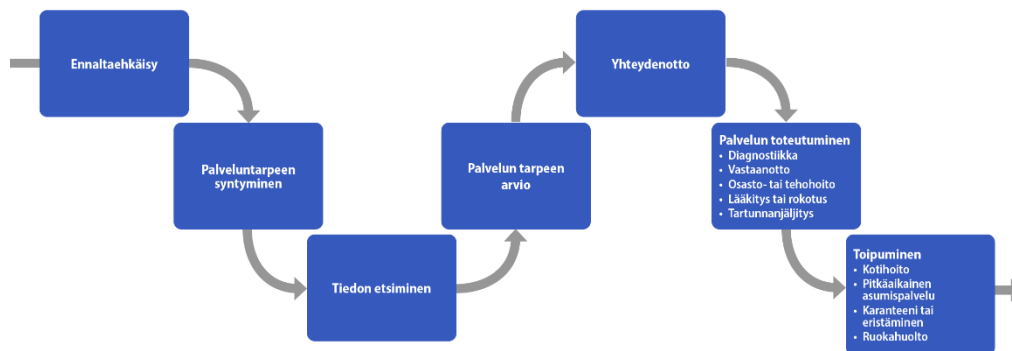 Ennaltaehkäisy
Palveluntarpeen
syntyminen
Tiedon etsiminen
Palvelun tarpeen
arvio
Yhteydenotto
Palvelun toteutuminen
• Diagnostiikka
• Vastaanotto
• Osasto- tai tehohoito
• Lääkitys tai rokotus
• Tartunnanjäljitys
Toipuminen
• Kotihoito
• Pitkäaikainen
asumispalvelu
• Karanteeni tai
eristäminen
• Ruokahuolto